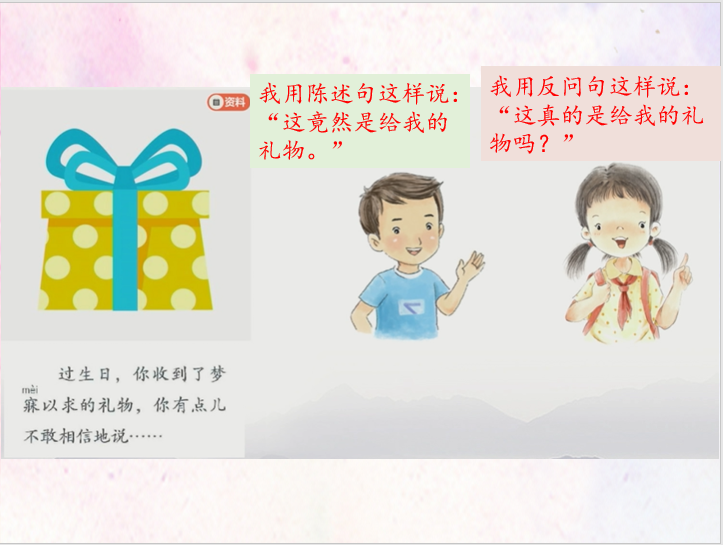 资料
我用陈述句这样说：
“这竟然是给我的
礼物。”
我用反问句这样说：
“这真的是给我的礼
物吗？”
过生日，你收到了梦
mèi
寐以求的礼物，你有点儿
不敢相信地说……